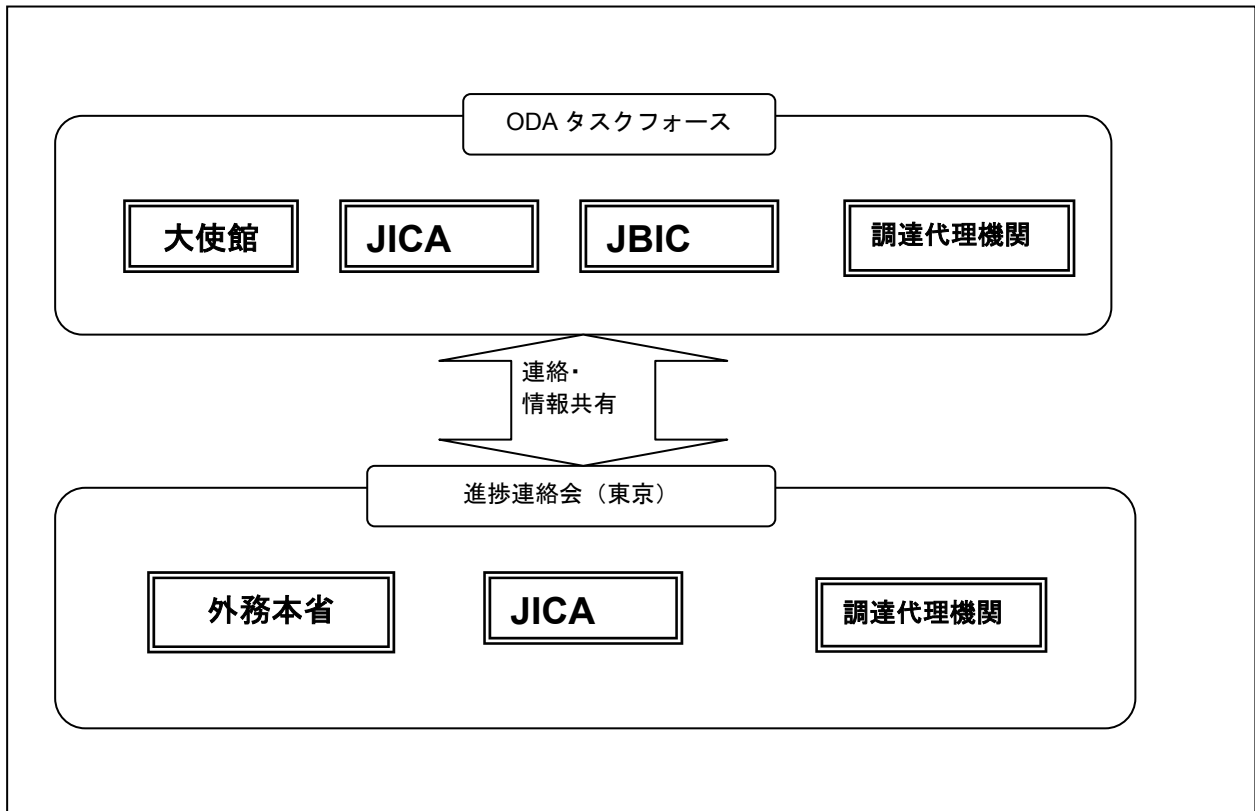 ODA タスクフォース
大使館
JICA
JBIC
調達代理機関
連絡・
情報共有
進捗連絡会（東京）
外務本省
JICA
調達代理機関